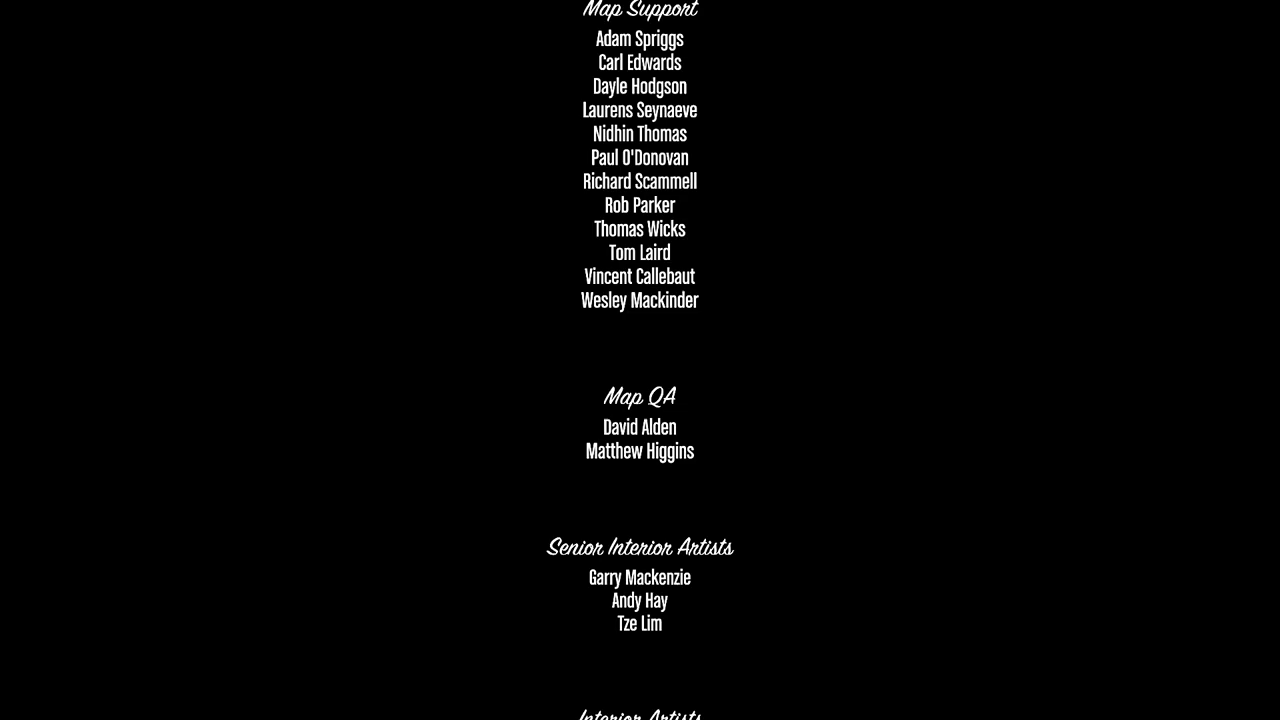 Map Support
Adam Spriggs
Carl Edwards
Dayle Hodgson
Laurens Seynaeve
Nidhin Thomas
Paul O'Donovan
Richard Scammell
Rob Parker
Thomas Wicks
Tom Laird
Vincent Callebaut
Wesley Mackinder
Map QA
David Alden
Matthew Higgins
Senior Interior Artists
Garry Mackenzie
Andy Hay
Tze Lim
Interior Artists